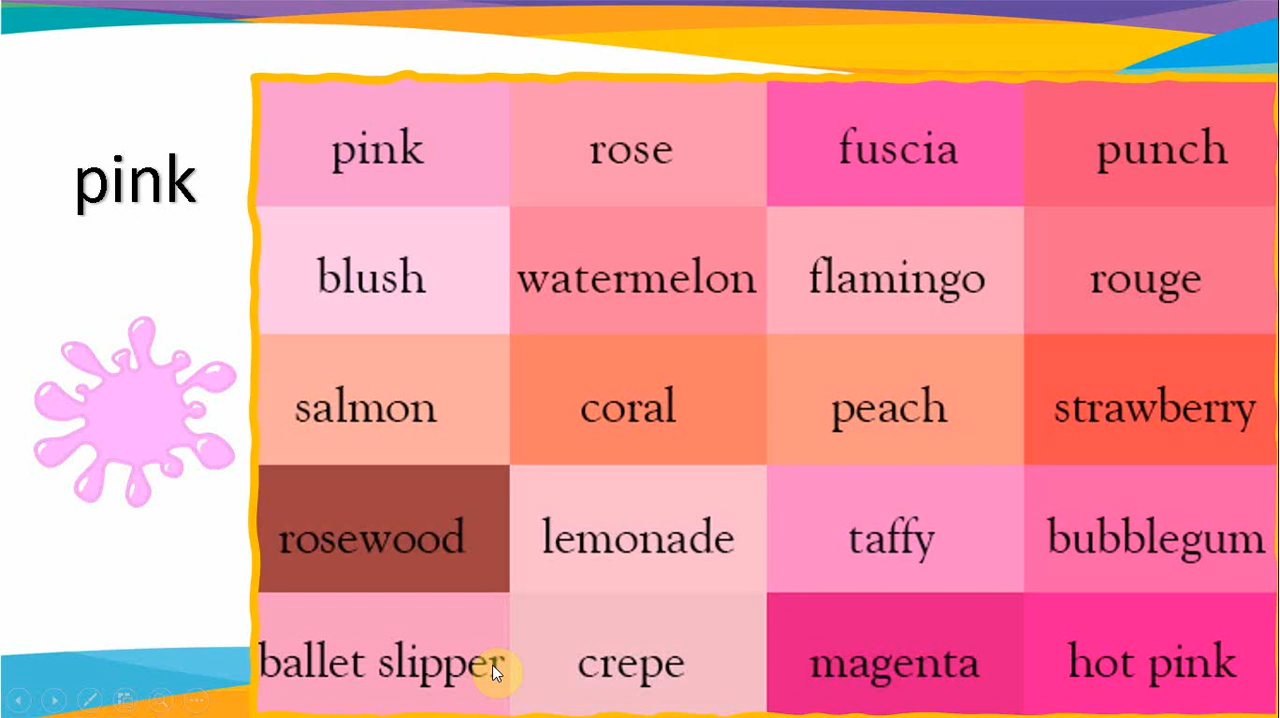 pink
pink rose fuscia punch
blush watermelon flamingo rouge
salmon coral peach strawberry
rosewood lemonade taffy bubblegum
ballet slipper crepe magenta hot pink